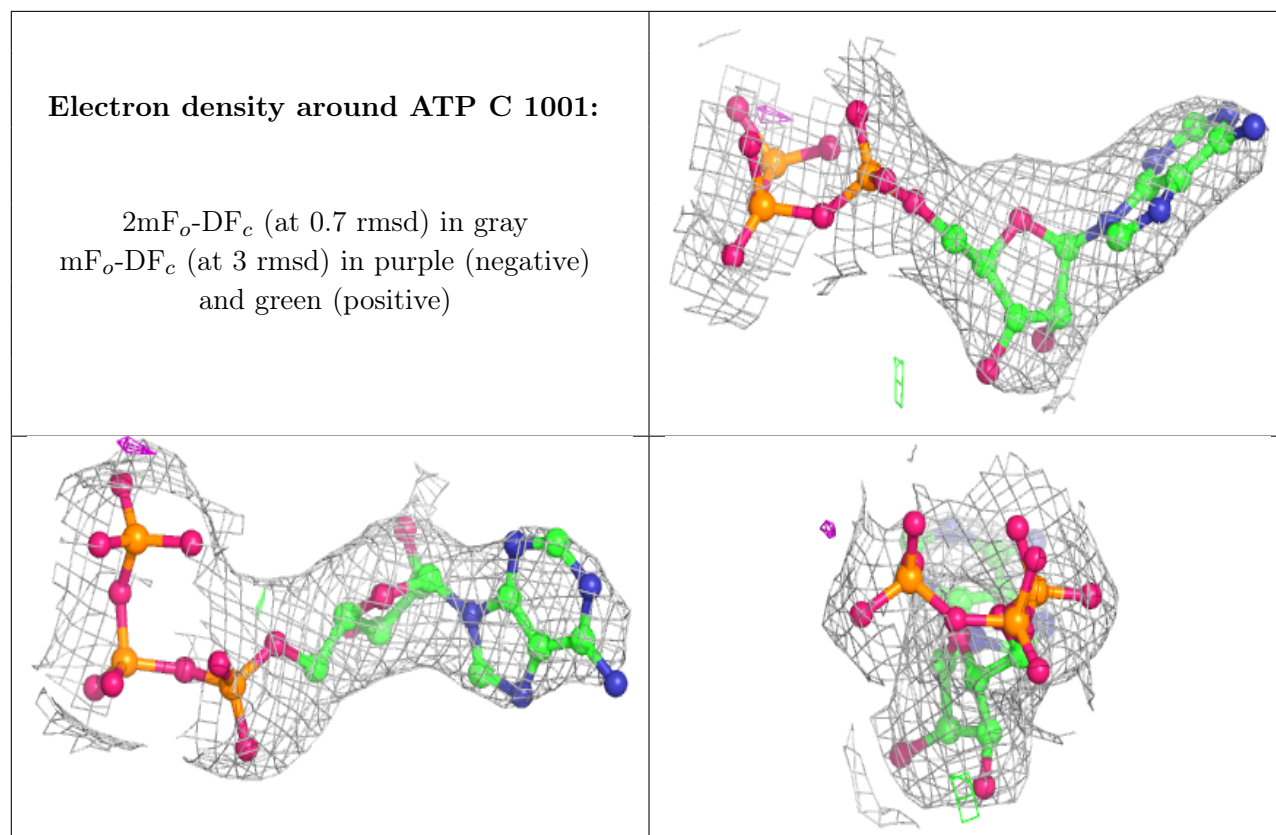 Electron density around ATP C 1001:
2mFo-DFc (at 0.7 rmsd) in gray
mFo-DFc (at 3 rmsd) in purple (negative)
and green (positive)